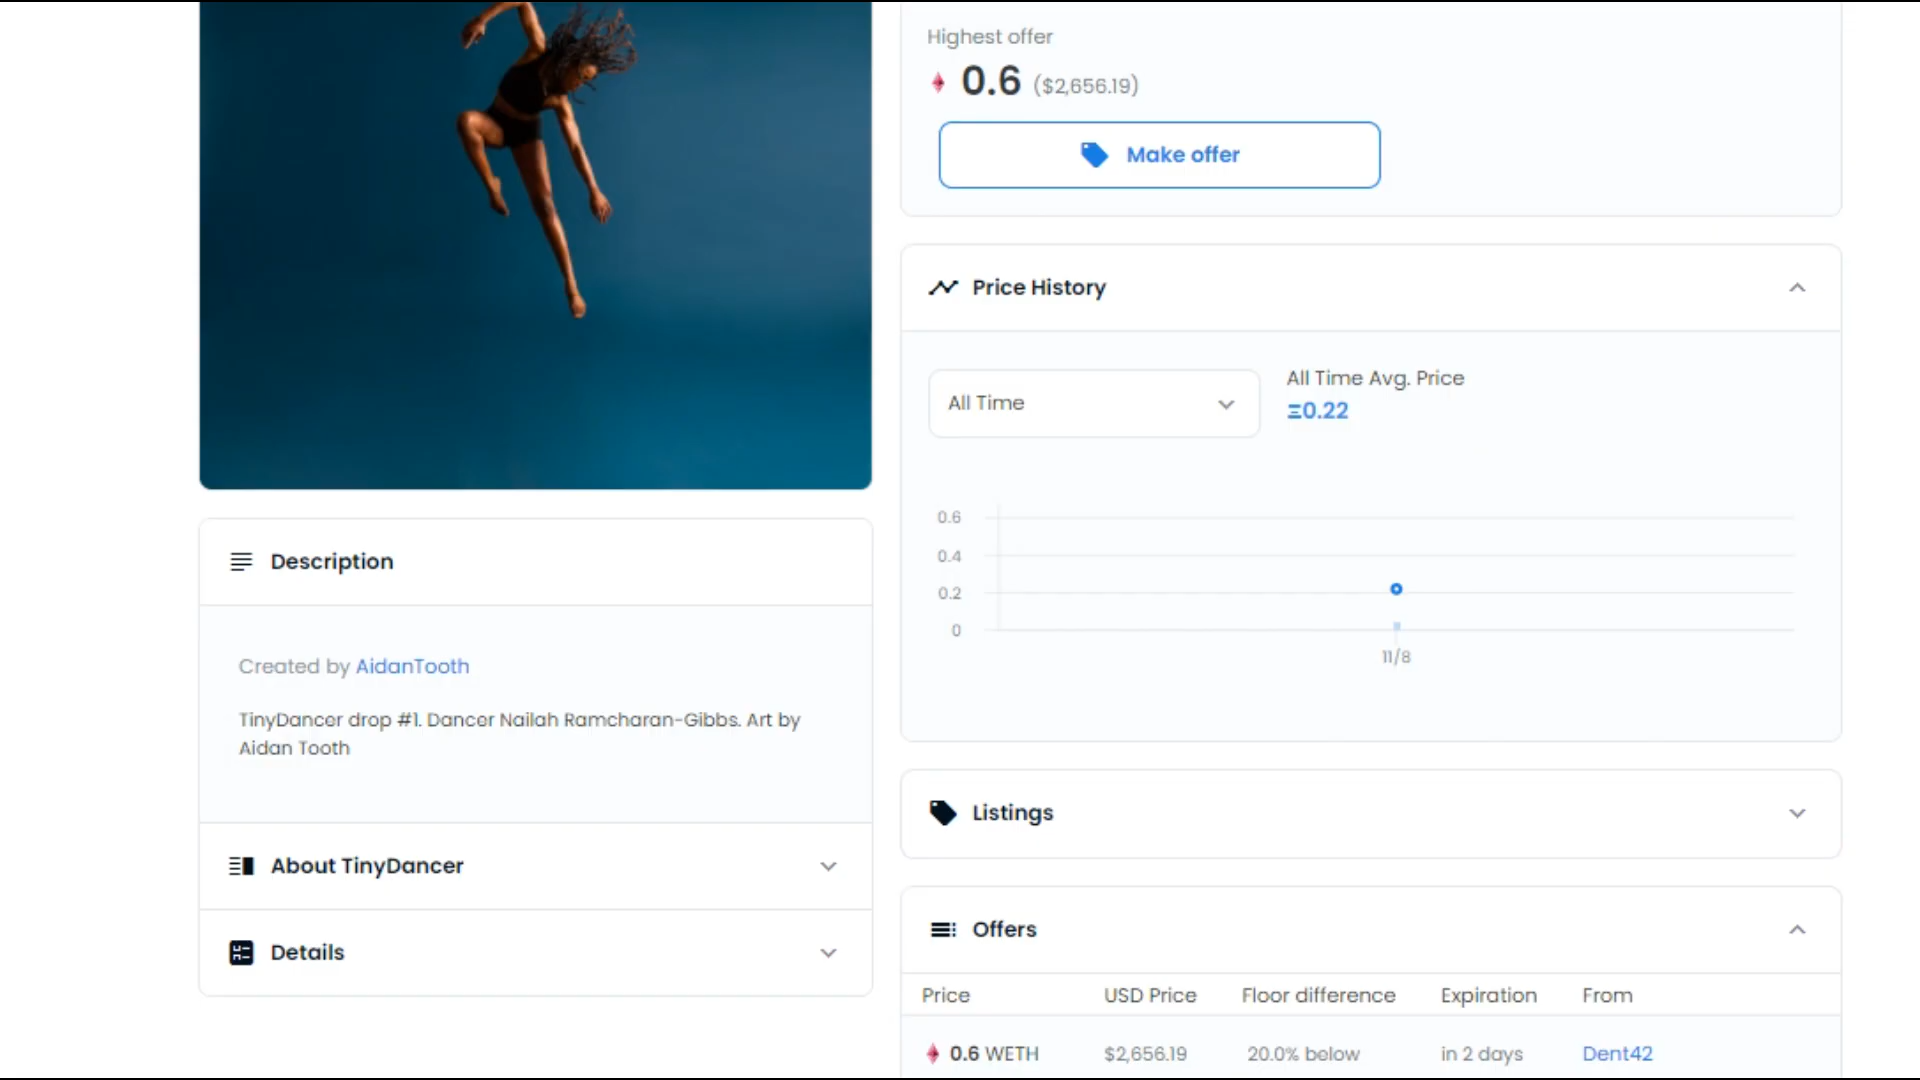 Highest offer
0.6 ($2,656.19)
Make offer
Price History
All Time
All Time Avg. Price
Ξ0.22
0.6
0.4
0.2
0
11/8
Description
Created by AidanTooth
TinyDancer drop #1. Dancer Nailah Ramcharan-Gibbs. Art by
Aidan Tooth
About TinyDancer
Details
Listings
Offers
Price USD Price Floor difference Expiration From
0.6 WETH $2,656.19 20.0% below in 2 days Dent42